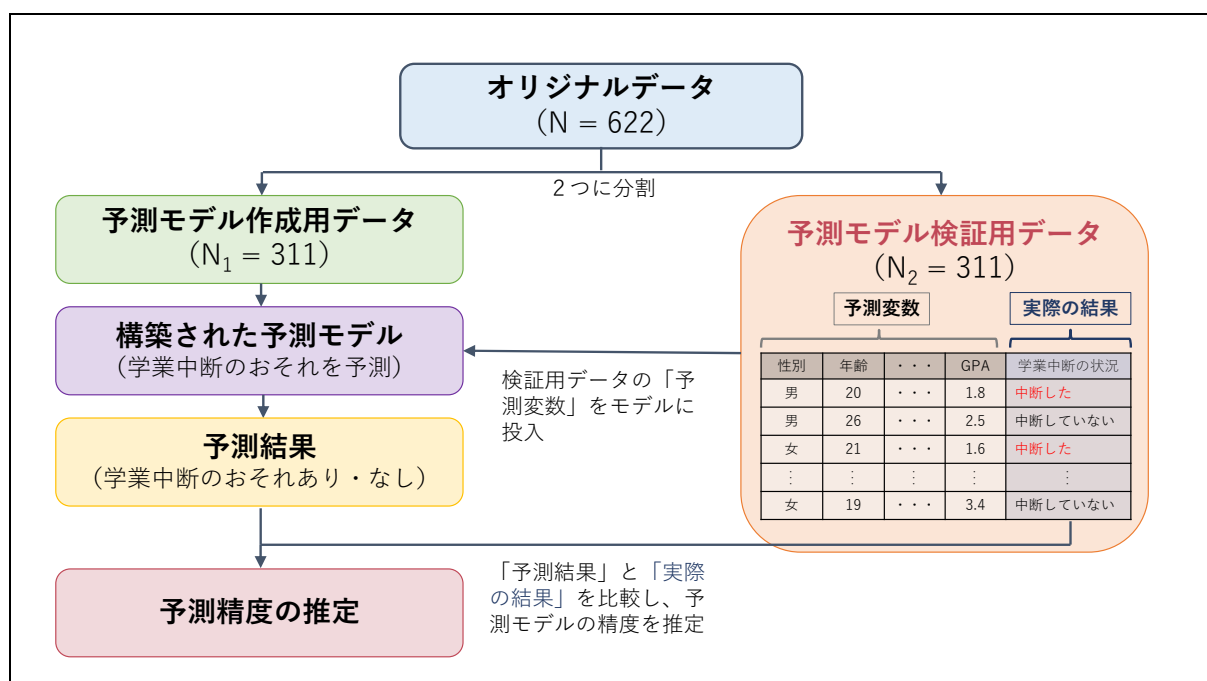 オリジナルデータ
（N = 622）
２つに分割
予測モデル作成用データ
（N₁ = 311）
構築された予測モデル
（学業中断のおそれを予測）
予測結果
（学業中断のおそれあり・なし）
予測精度の推定
予測モデル検証用データ
（N₂ = 311）
予測変数 実際の結果
性別 年齢 ・・・ GPA 学業中断の状況
男 20 ・・・ 1.8 中断した
男 26 ・・・ 2.5 中断していない
女 21 ・・・ 1.6 中断した
⋮ ⋮ ⋮ ⋮ ⋮
女 19 ・・・ 3.4 中断していない
検証用データの「予
測変数」をモデルに
投入
「予測結果」と「実際
の結果」を比較し、予
測モデルの精度を推定